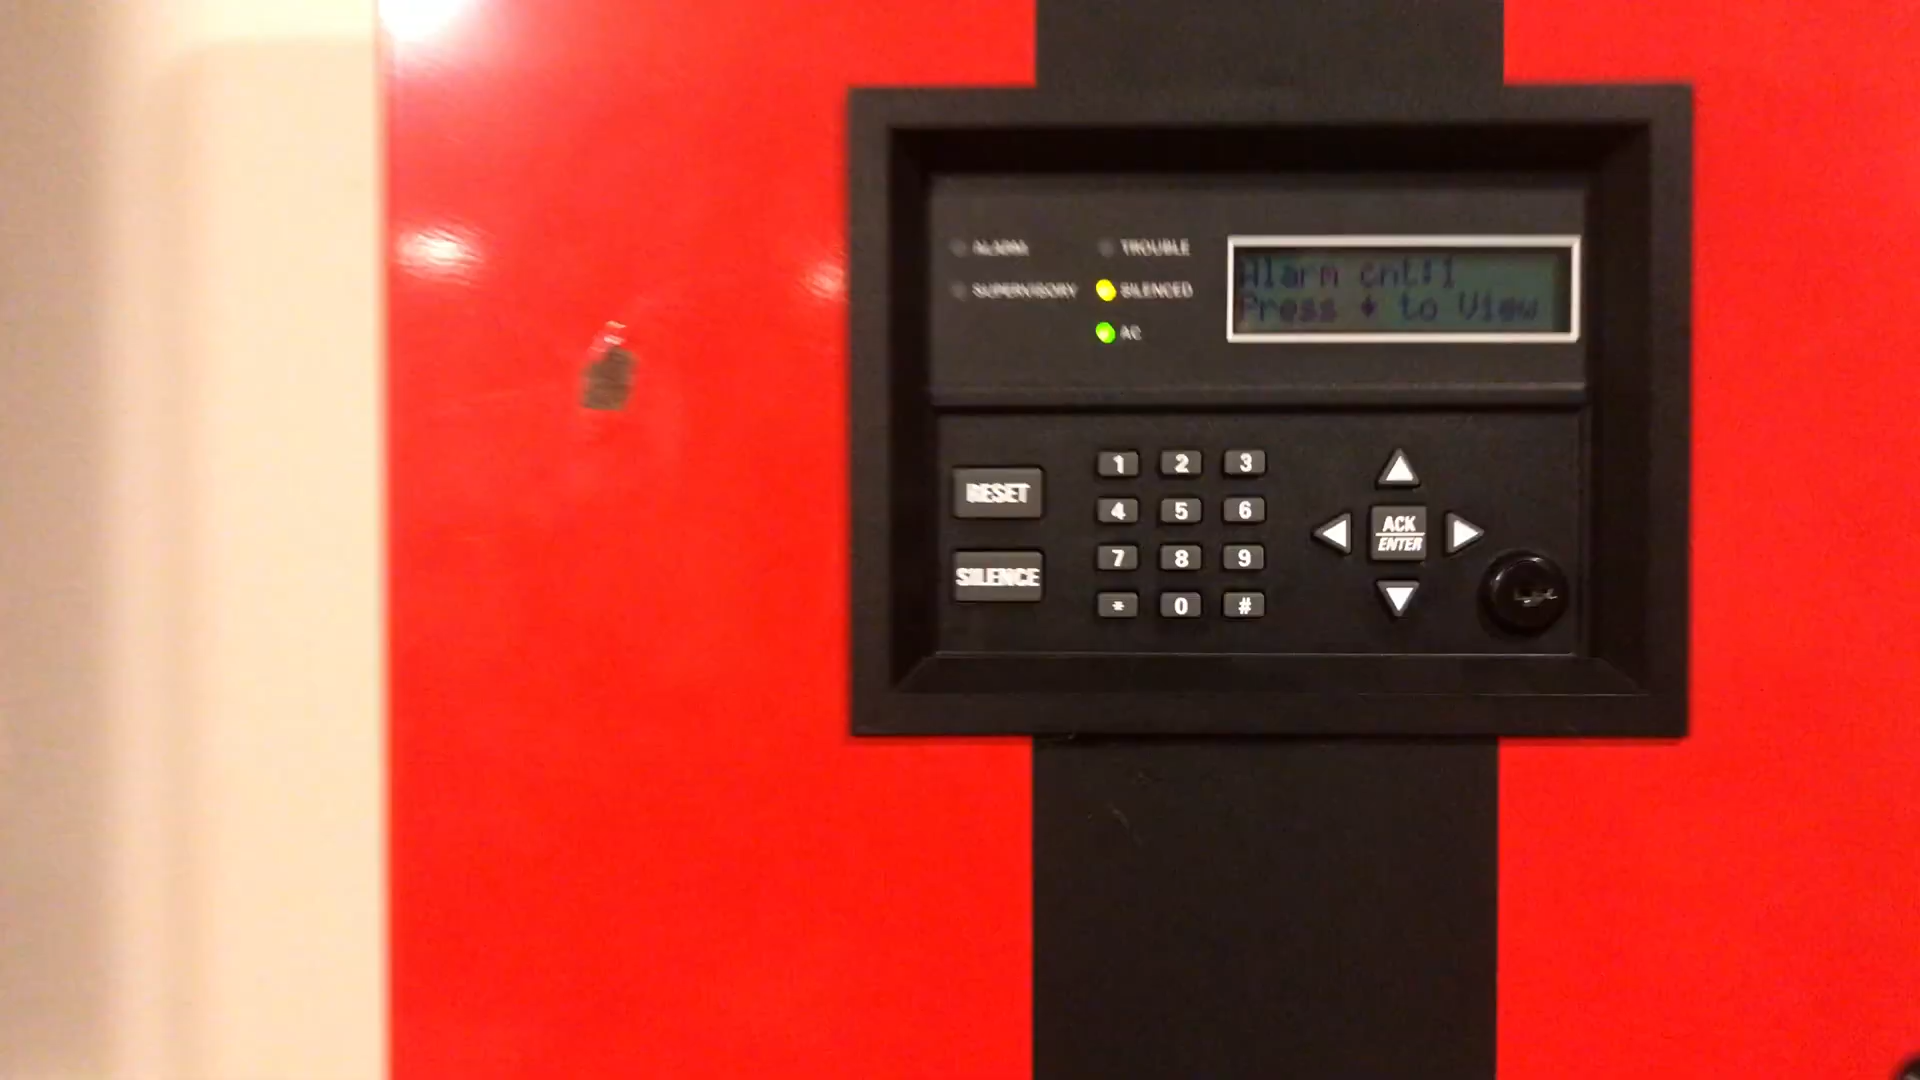 ALARM
TROUBLE
SUPERVISORY
SILENCED
AC
Alarm cnt:1
Press ♦ to View
RESET
SILENCE
1 2 3
4 5 6
7 8 9
* 0 #
ACK
ENTER